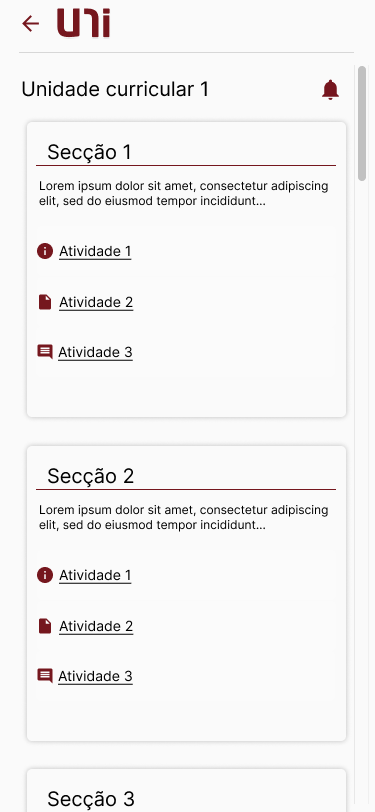 uni
Unidade curricular 1
Secção 1
Lorem ipsum dolor sit amet, consectetur adipiscing
elit, sed do eiusmod tempor incididunt...
Atividade 1
Atividade 2
Atividade 3
Secção 2
Lorem ipsum dolor sit amet, consectetur adipiscing
elit, sed do eiusmod tempor incididunt...
Atividade 1
Atividade 2
Atividade 3
Secção 3